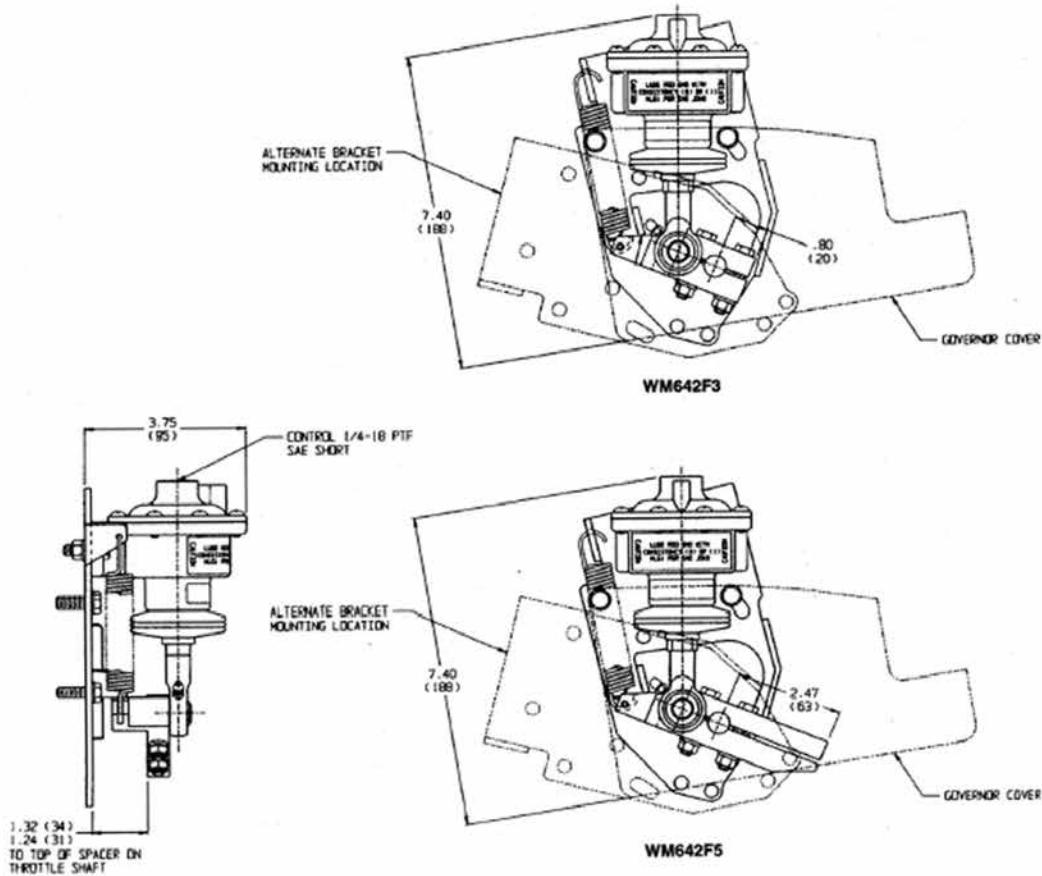 ALTERNATE BRACKET
MOUNTING LOCATION
7.40
(188)
.80
(20)
GOVERNOR COVER
WM642F3
3.75
(95)
CONTROL 1/4-18 PTF
SAE SHORT
1.32 (34)
1.24 (31)
TO TOP OF SPACER ON
THROTTLE SHAFT
ALTERNATE BRACKET
MOUNTING LOCATION
7.40
(188)
2.47
(63)
GOVERNOR COVER
WM642F5